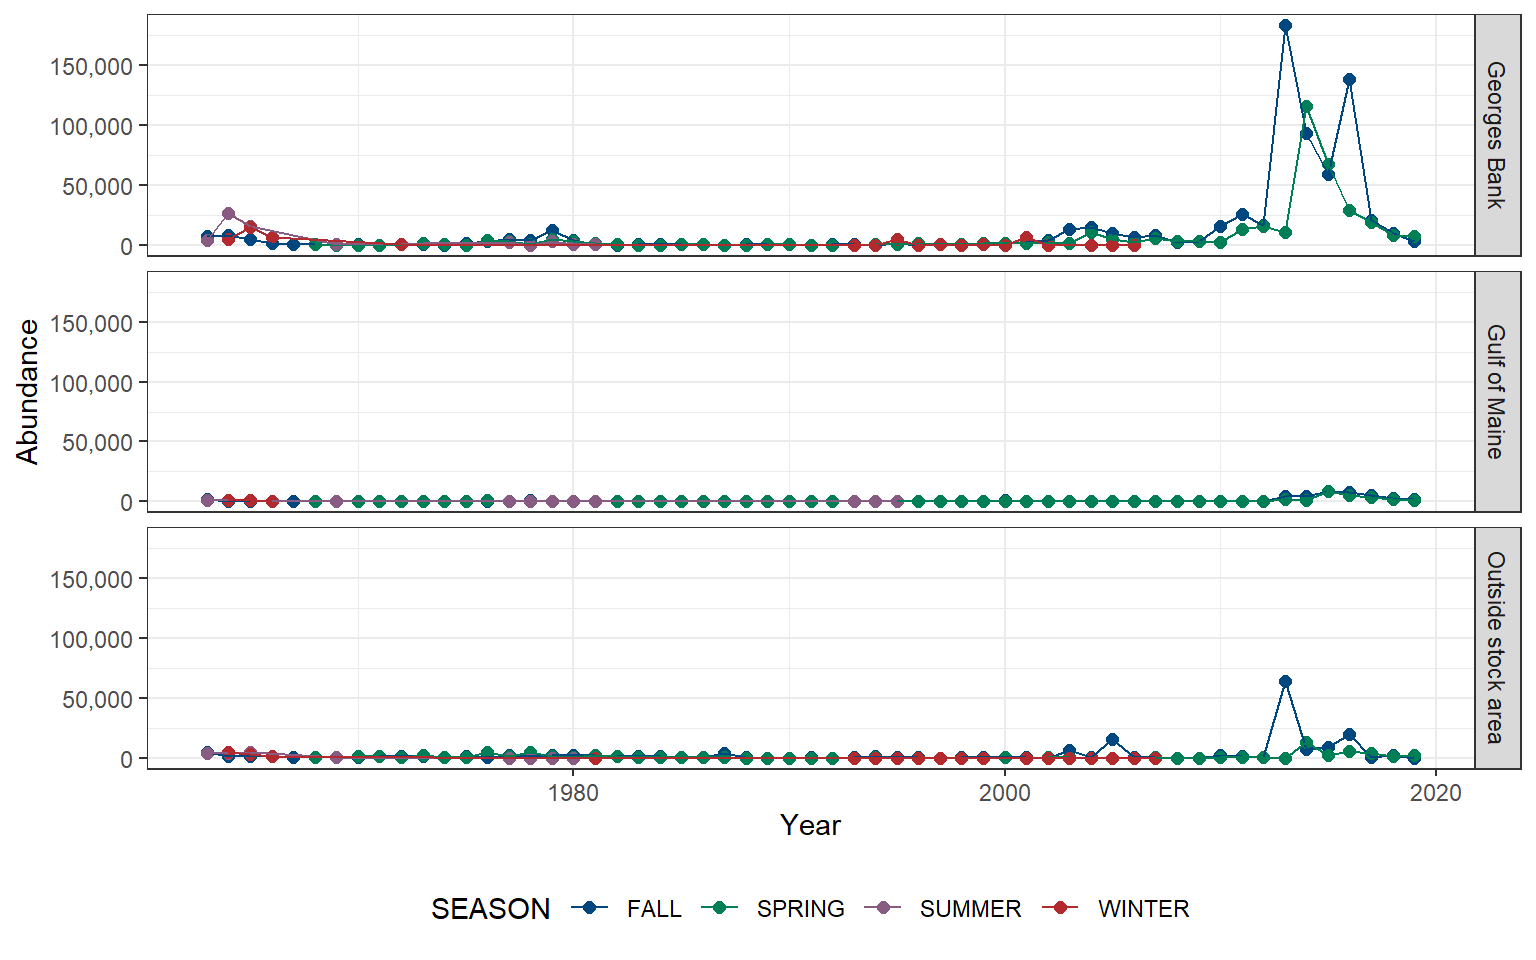 150,000
100,000
50,000
0
Georges Bank
150,000
100,000
50,000
0
Gulf of Maine
150,000
100,000
50,000
0
Outside stock area
Abundance
1980 2000 2020
Year
SEASON FALL SPRING SUMMER WINTER